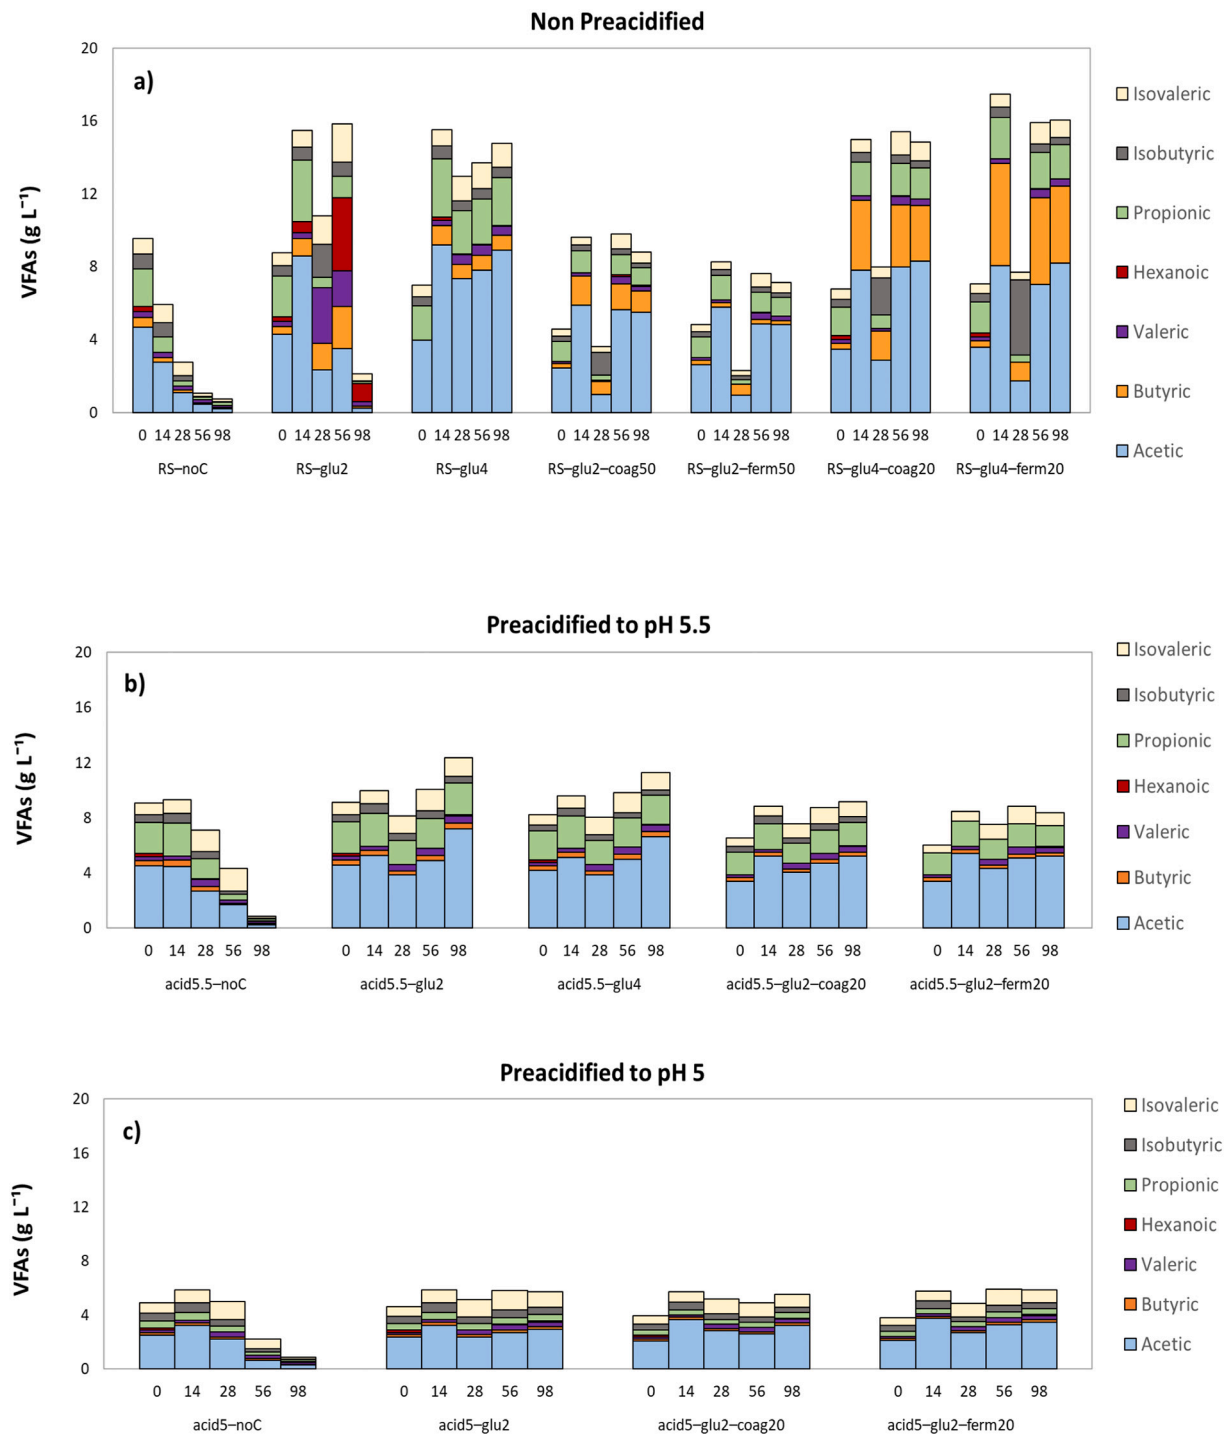 Non Preacidified
a)
VFAs (g L⁻¹)
20
16
12
8
4
0
0 14 28 56 98
0 14 28 56 98
0 14 28 56 98
0 14 28 56 98
0 14 28 56 98
0 14 28 56 98
0 14 28 56 98
RS–noC
RS–glu2
RS–glu4
RS–glu2–coag50
RS–glu2–ferm50
RS–glu4–coag20
RS–glu4–ferm20
Isovaleric
Isobutyric
Propionic
Hexanoic
Valeric
Butyric
Acetic
Preacidified to pH 5.5
b)
VFAs (g L⁻¹)
20
16
12
8
4
0
0 14 28 56 98
0 14 28 56 98
0 14 28 56 98
0 14 28 56 98
0 14 28 56 98
acid5.5–noC
acid5.5–glu2
acid5.5–glu4
acid5.5–glu2–coag20
acid5.5–glu2–ferm20
Isovaleric
Isobutyric
Propionic
Hexanoic
Valeric
Butyric
Acetic
Preacidified to pH 5
c)
VFAs (g L⁻¹)
20
16
12
8
4
0
0 14 28 56 98
0 14 28 56 98
0 14 28 56 98
0 14 28 56 98
acid5–noC
acid5–glu2
acid5–glu2–coag20
acid5–glu2–ferm20
Isovaleric
Isobutyric
Propionic
Hexanoic
Valeric
Butyric
Acetic